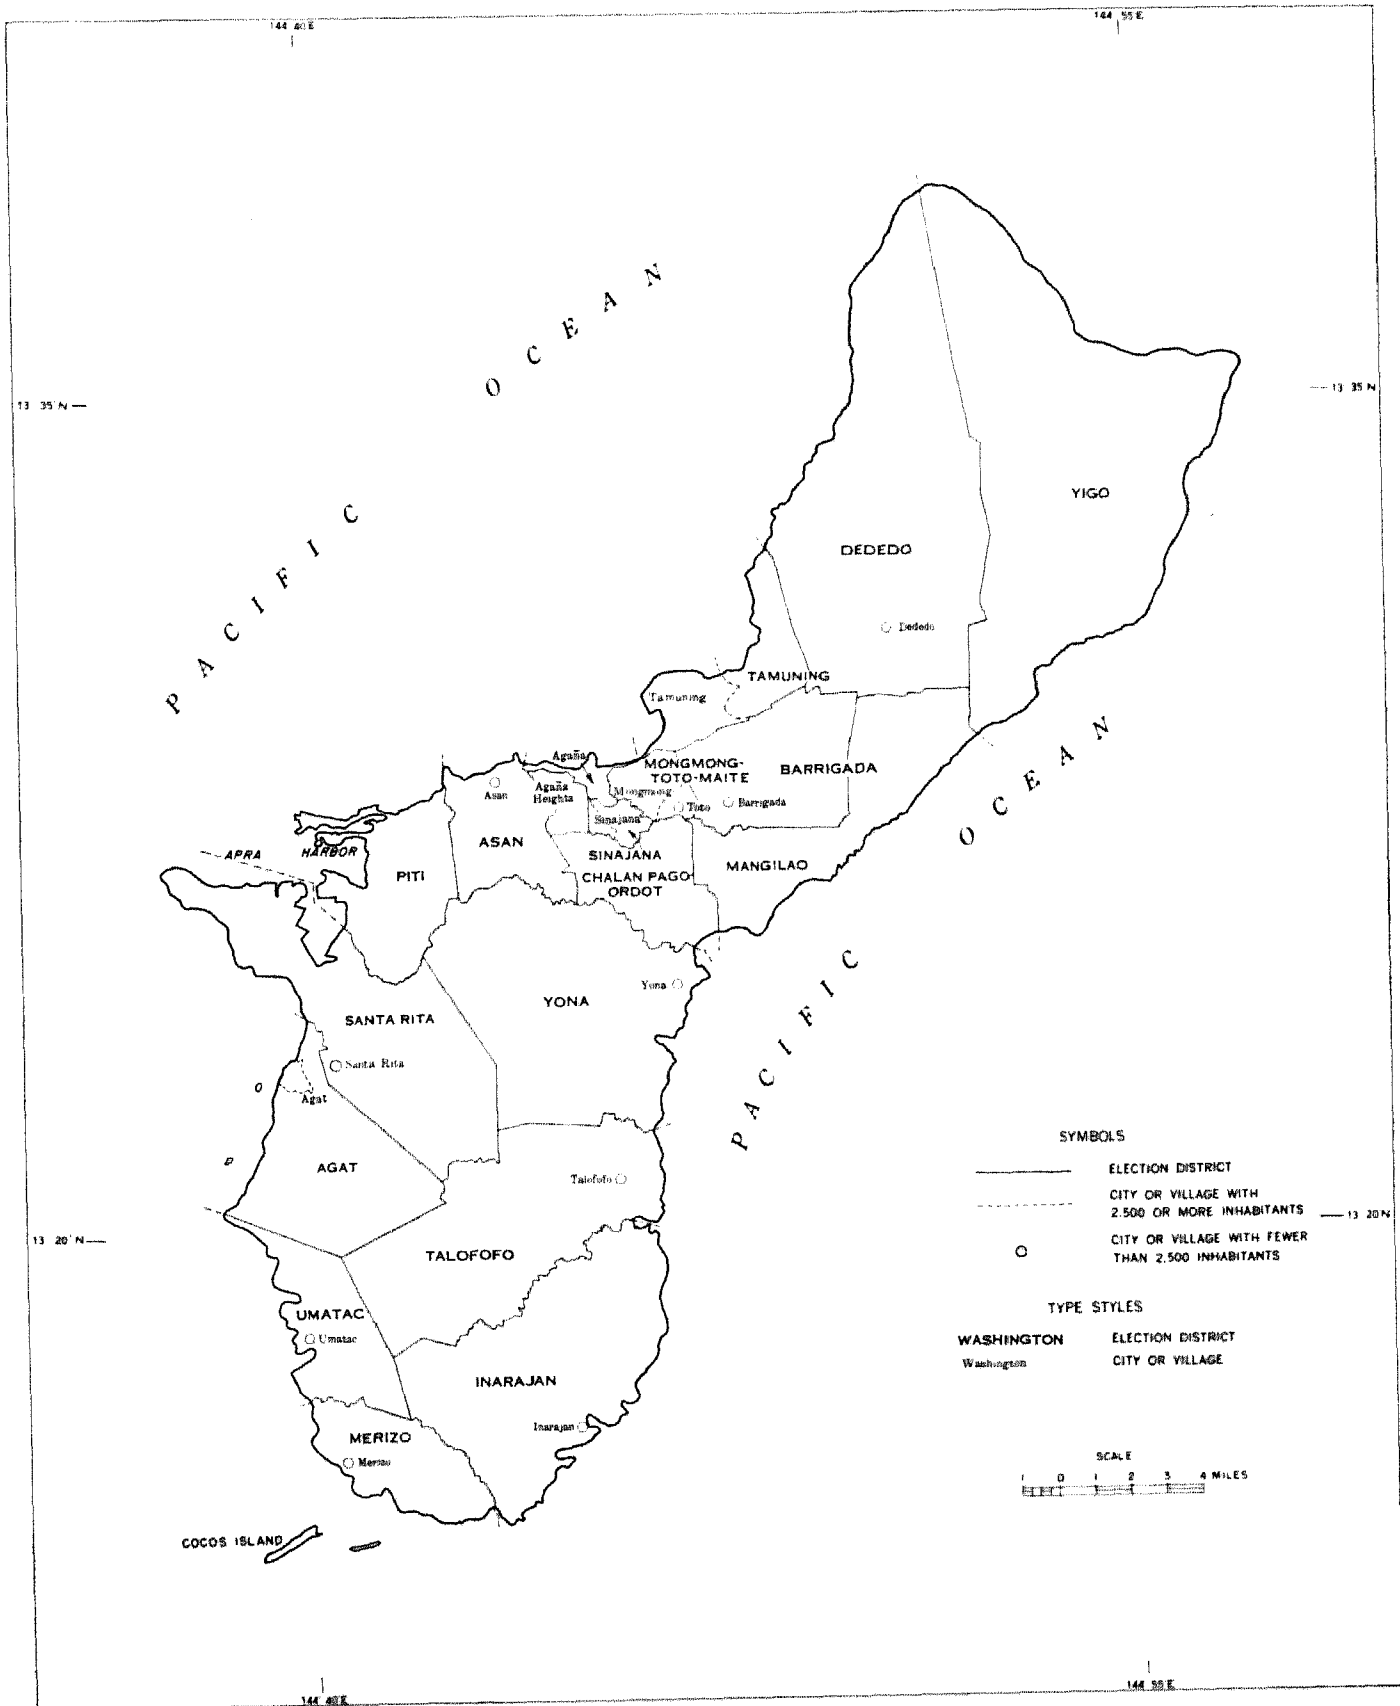 144 40 E
144 55 E
PACIFIC OCEAN
13 35' N
13 35 N
YIGO
DEDEDO
Dededo
TAMUNING
Tamuning
Agaña
MONGMONG-
TOTO-MAITE
BARRIGADA
Asan
Agaña
Heights
Mongmong
Toto
Barrigada
Sinajana
ASAN
SINAJANA
MANGILAO
APRA HARBOR
PITI
CHALAN PAGO
ORDOT
PACIFIC OCEAN
Yona
YONA
SANTA RITA
Santa Rita
Agat
AGAT
Talofofo
TALOFOFO
13 20' N
13 20 N
UMATAC
Umatac
INARAJAN
Inarajan
MERIZO
Merizo
COCOS ISLAND
SYMBOLS
ELECTION DISTRICT
CITY OR VILLAGE WITH
2.500 OR MORE INHABITANTS
CITY OR VILLAGE WITH FEWER
THAN 2,500 INHABITANTS
TYPE STYLES
WASHINGTON ELECTION DISTRICT
Washington CITY OR VILLAGE
SCALE
1 0 1 2 3 4 MILES
144 40 E
144 55 E